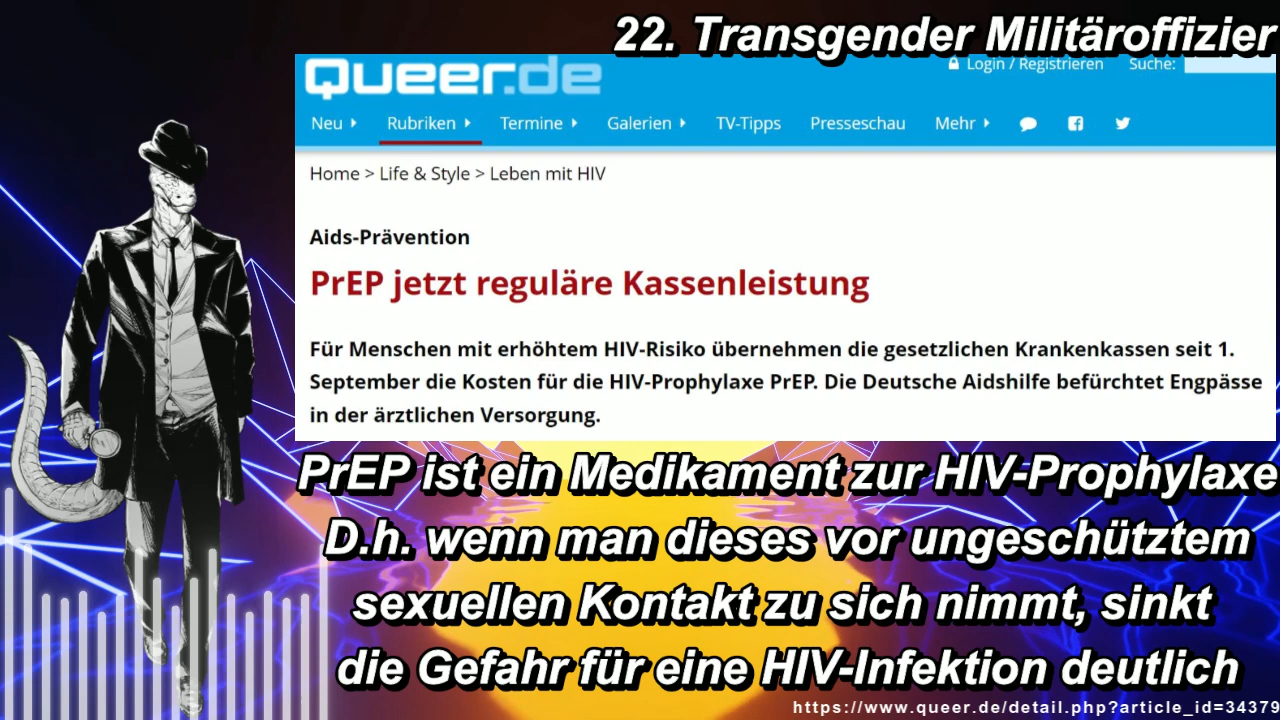 22. Transgender Militäroffizier
Queer.de
Login / Registrieren Suche:
Neu Rubriken Termine Galerien TV-Tipps Presseschau Mehr
Home > Life & Style > Leben mit HIV
Aids-Prävention
PrEP jetzt reguläre Kassenleistung
Für Menschen mit erhöhtem HIV-Risiko übernehmen die gesetzlichen Krankenkassen seit 1.
September die Kosten für die HIV-Prophylaxe PrEP. Die Deutsche Aidshilfe befürchtet Engpässe
in der ärztlichen Versorgung.
PrEP ist ein Medikament zur HIV-Prophylaxe
D.h. wenn man dieses vor ungeschütztem
sexuellen Kontakt zu sich nimmt, sinkt
die Gefahr für eine HIV-Infektion deutlich
https://www.queer.de/detail.php?article_id=34379